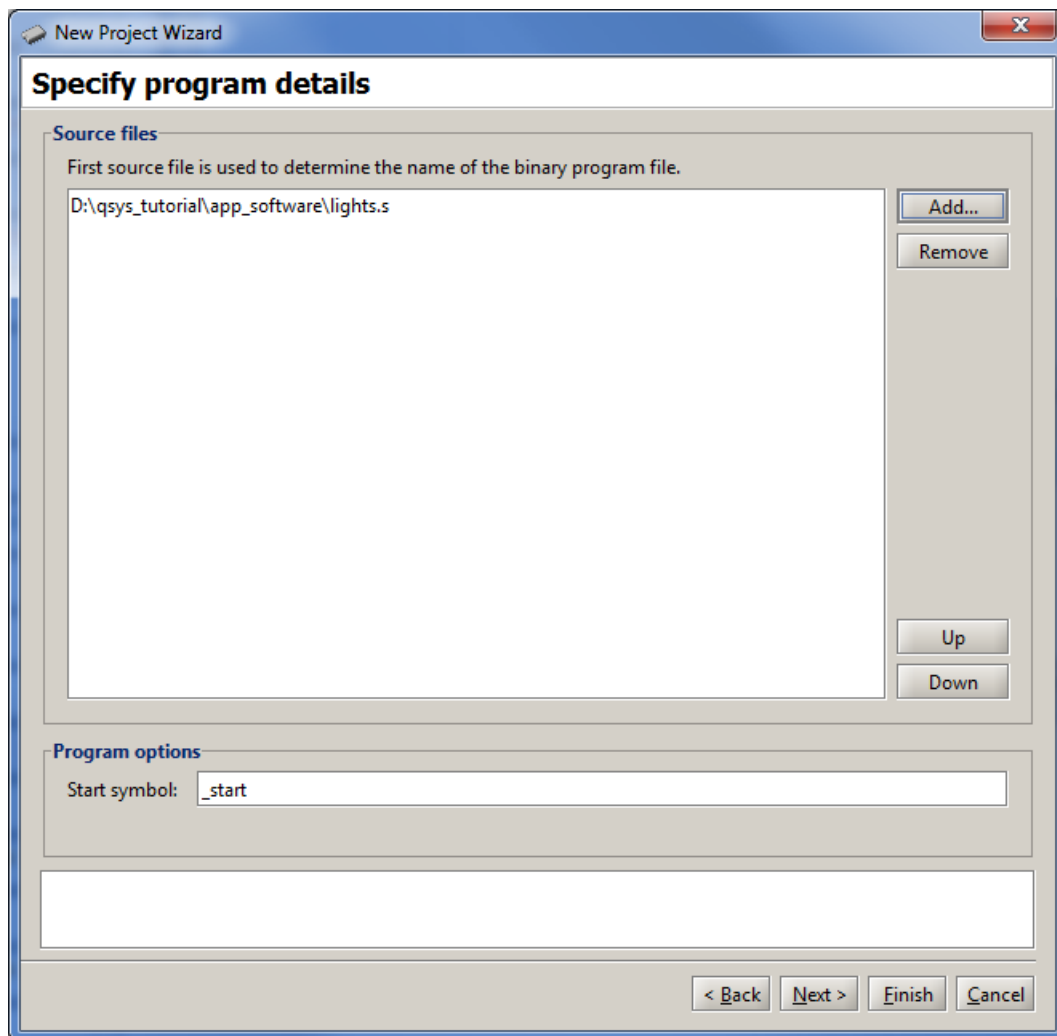 New Project Wizard
Specify program details
Source files
First source file is used to determine the name of the binary program file.
D:\qsys_tutorial\app_software\lights.s
Add...
Remove
Up
Down
Program options
Start symbol: _start
< Back Next > Finish Cancel